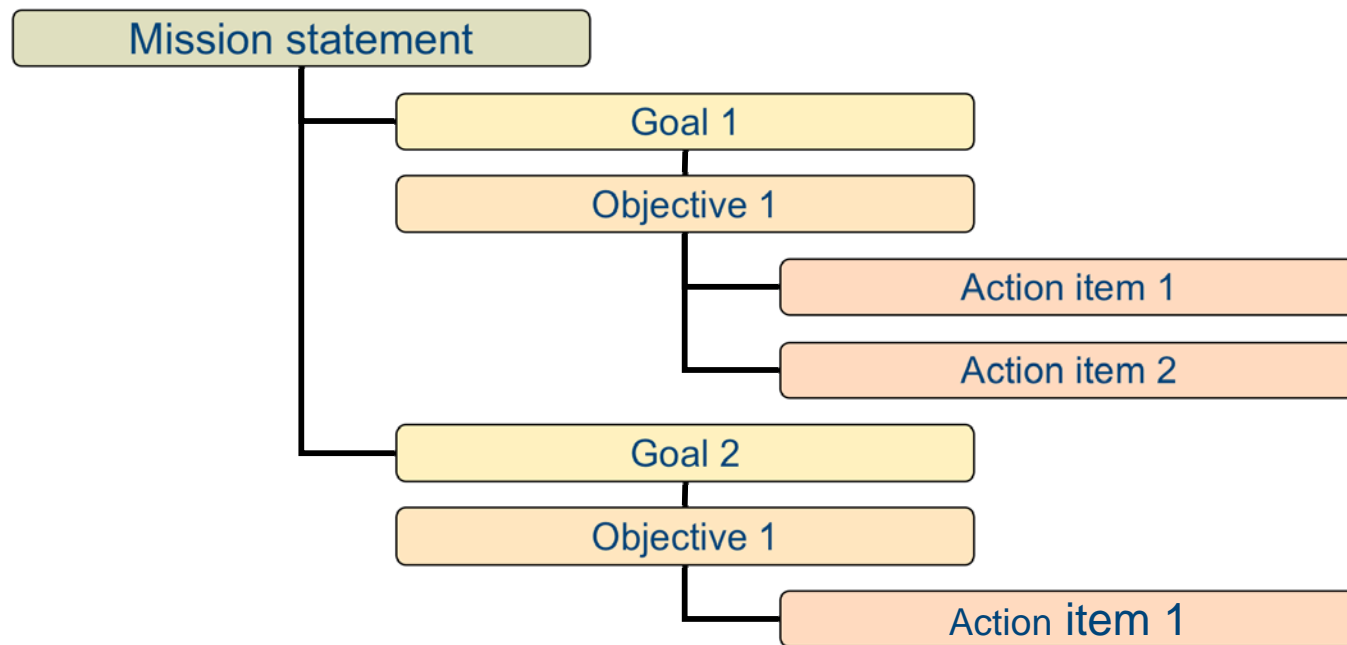 Mission statement
Goal 1
Objective 1
Action item 1
Action item 2
Goal 2
Objective 1
Action item 1